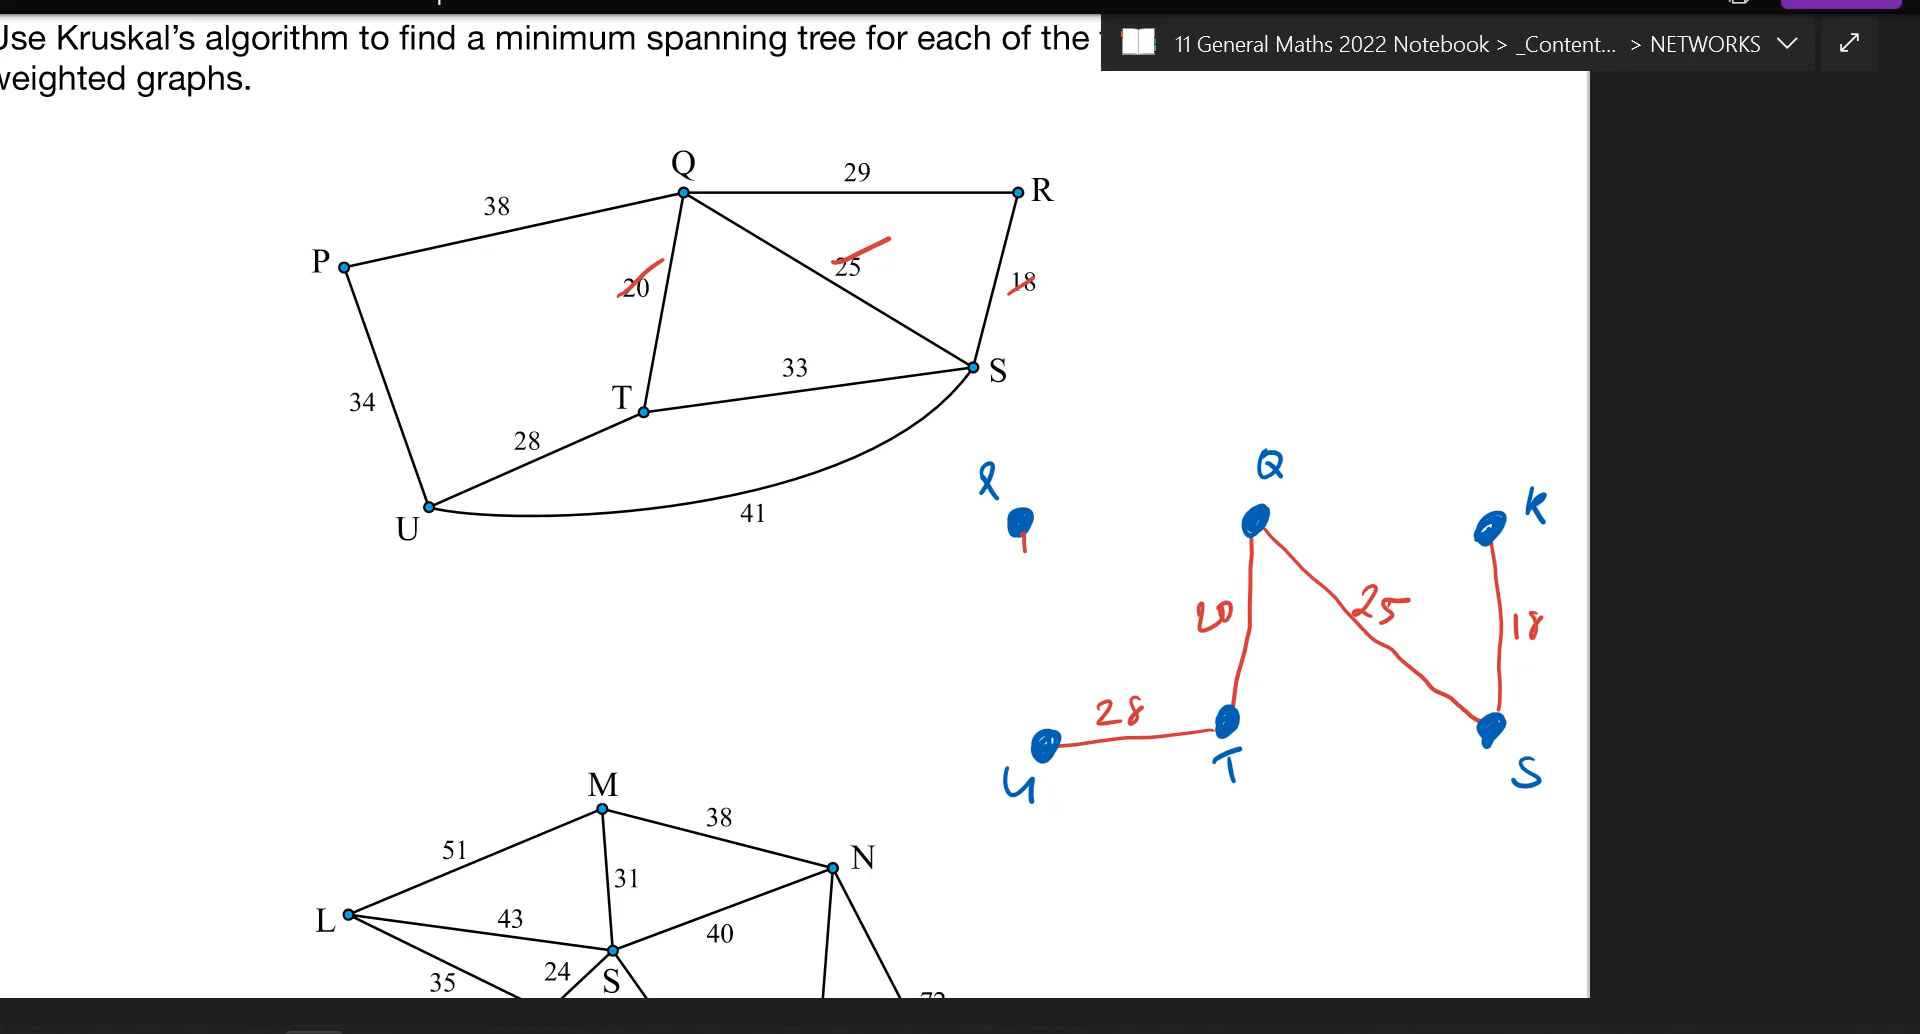 Use Kruskal's algorithm to find a minimum spanning tree for each of the
weighted graphs.
11 General Maths 2022 Notebook > _Content... > NETWORKS
Q
29
R
38
P
20
25
18
33
S
T
34
28
41
U
Q
R
20
25
18
28
U
T
S
M
38
51
N
31
L
43
40
24
S
35